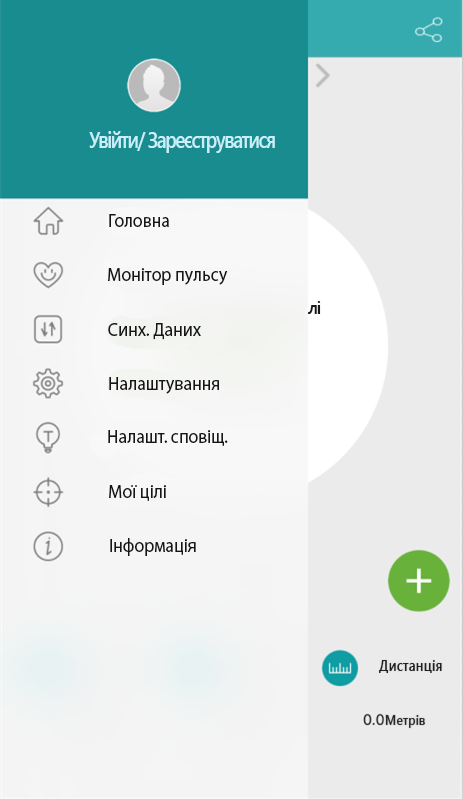 Увійти/ Зареєструватися
Головна
Монітор пульсу
лі
Синх. Даних
Налаштування
Налашт. сповіщ.
Мої цілі
Інформація
Дистанція
0.0Метрів